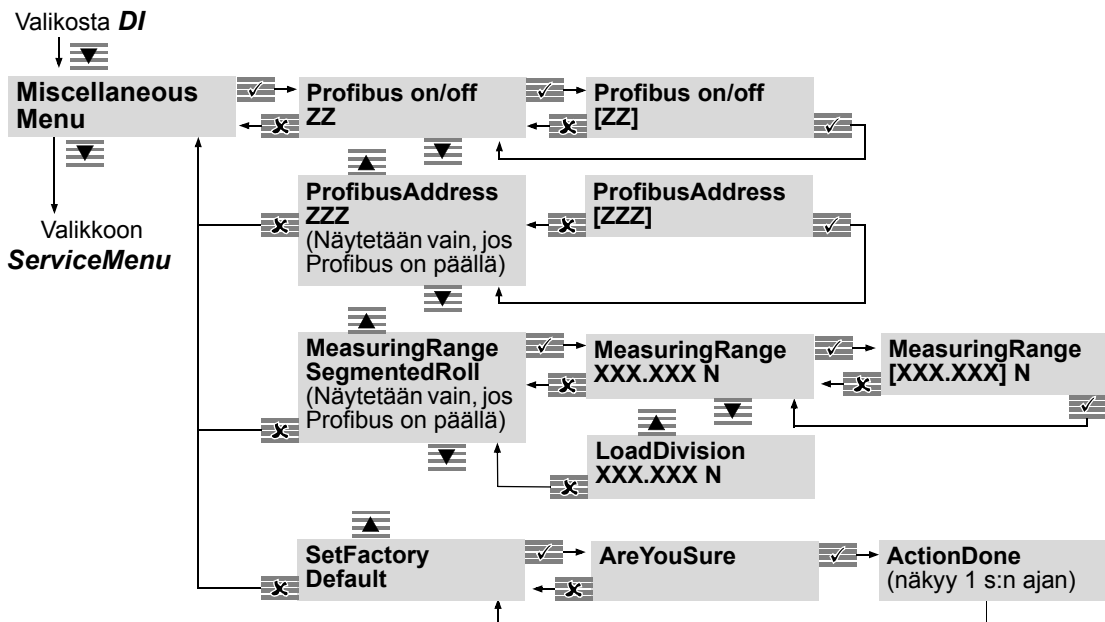 Valikosta DI
Miscellaneous
Menu
Profibus on/off
ZZ
Profibus on/off
[ZZ]
ProfibusAddress
ZZZ
(Näytetään vain, jos
Profibus on päällä)
ProfibusAddress
[ZZZ]
Valikkoon
ServiceMenu
MeasuringRange
SegmentedRoll
(Näytetään vain, jos
Profibus on päällä)
MeasuringRange
XXX.XXX N
MeasuringRange
[XXX.XXX] N
LoadDivision
XXX.XXX N
SetFactory
Default
AreYouSure
ActionDone
(näkyy 1 s:n ajan)